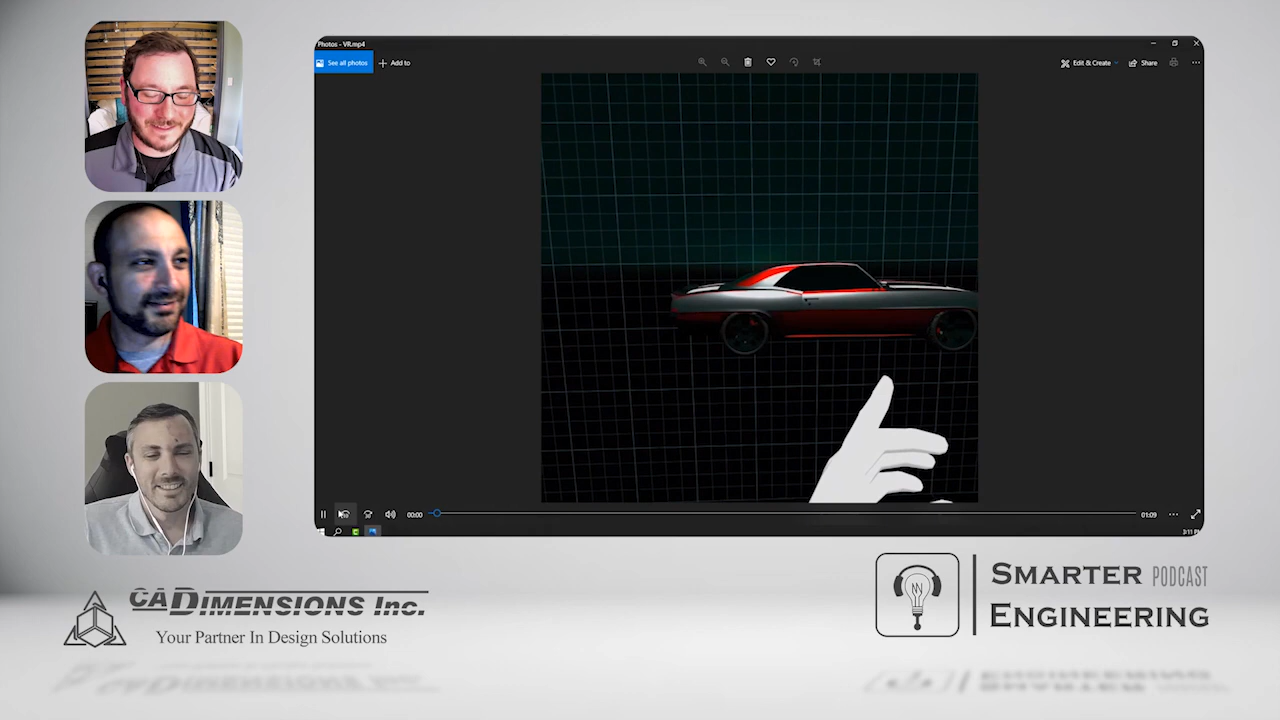 Photos - VR.mp4
See all photos
Add to
Edit & Create
Share
00:00
01:09
CADIMENSIONS Inc.
Your Partner In Design Solutions
SMARTER PODCAST
ENGINEERING